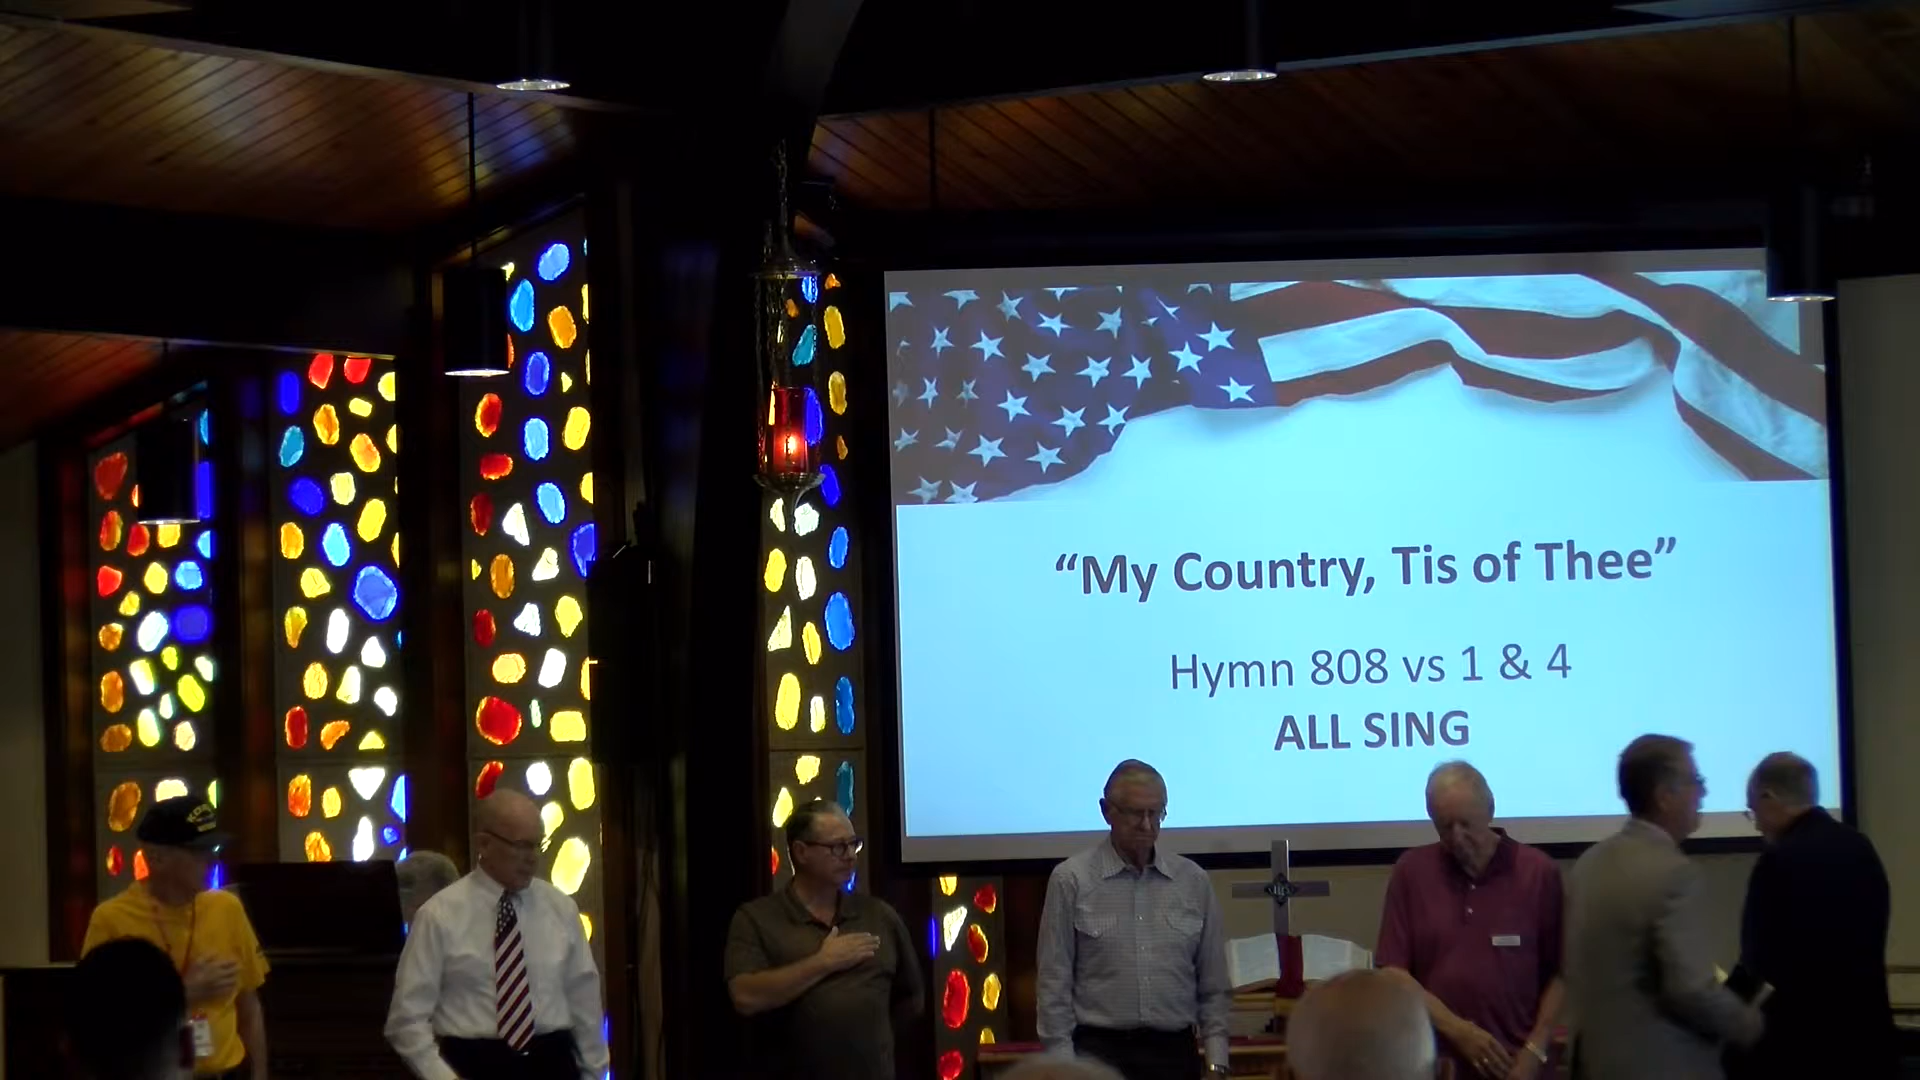 “My Country, Tis of Thee”
Hymn 808 vs 1 & 4
ALL SING